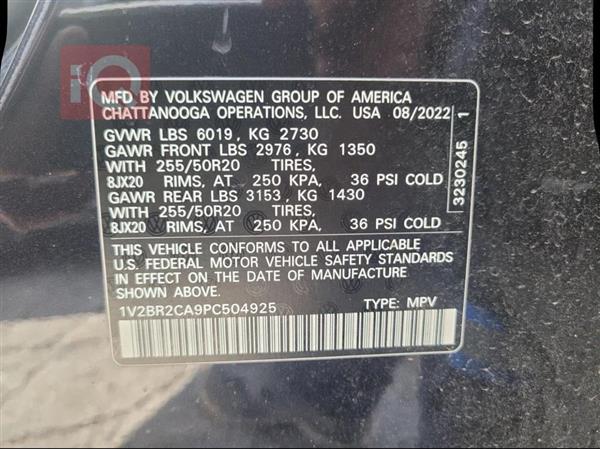 iQ
MFD BY VOLKSWAGEN GROUP OF AMERICA
CHATTANOOGA OPERATIONS, LLC. USA 08/2022
GVWR LBS 6019, KG 2730
GAWR FRONT LBS 2976, KG 1350
WITH 255/50R20 TIRES,
8JX20 RIMS, AT 250 KPA, 36 PSI COLD
GAWR REAR LBS 3153, KG 1430
WITH 255/50R20 TIRES,
8JX20 RIMS, AT 250 KPA, 36 PSI COLD
THIS VEHICLE CONFORMS TO ALL APPLICABLE
U.S. FEDERAL MOTOR VEHICLE SAFETY STANDARDS
IN EFFECT ON THE DATE OF MANUFACTURE
SHOWN ABOVE.
1V2BR2CA9PC504925 TYPE: MPV
3230245 1